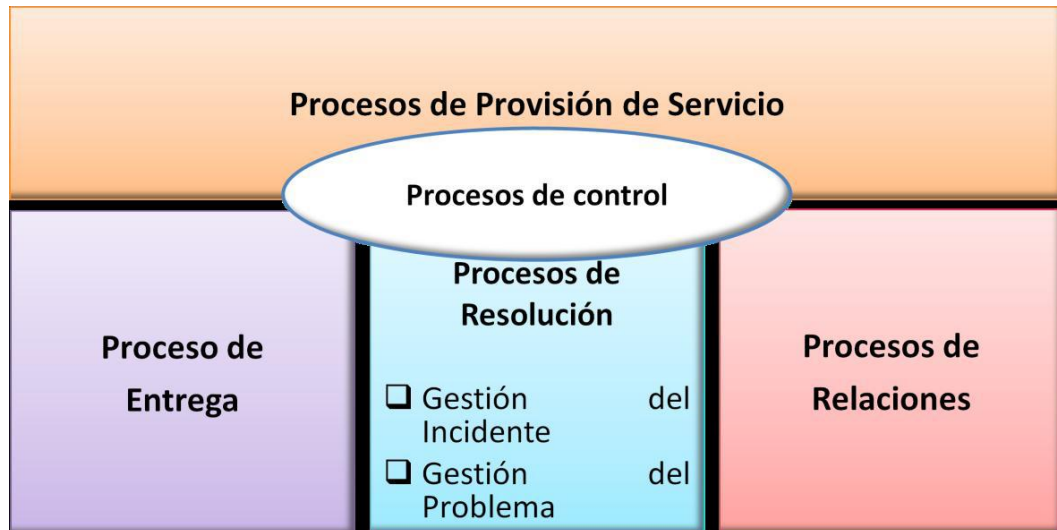 Procesos de Provisión de Servicio
Procesos de control
Proceso de
Entrega
Procesos de
Resolución
❑ Gestión del
Incidente
❑ Gestión del
Problema
Procesos de
Relaciones